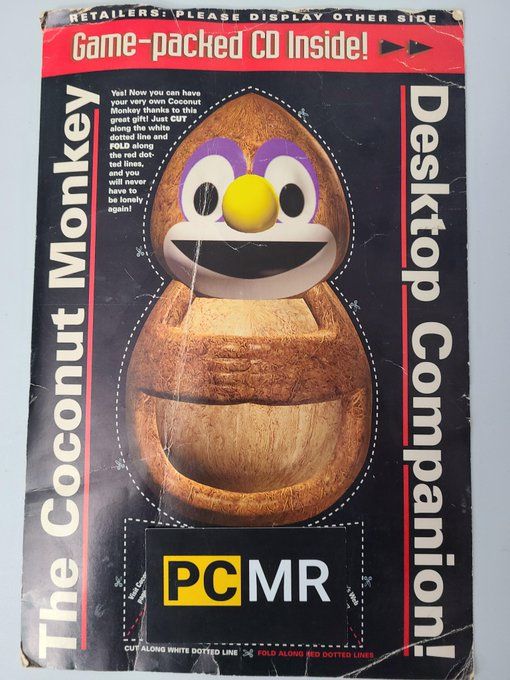 RETAILERS: PLEASE DISPLAY OTHER SIDE
Game-packed CD Inside!
The Coconut Monkey
Yes! Now you can have
your very own Coconut
Monkey thanks to this
great gift! Just CUT
along the white
dotted line and
FOLD along
the red dot-
ted lines,
and you
will never
have to
be lonely
again!
Desktop Companion!
Visit
PCMR
CUT ALONG WHITE DOTTED LINE
FOLD ALONG RED DOTTED LINES